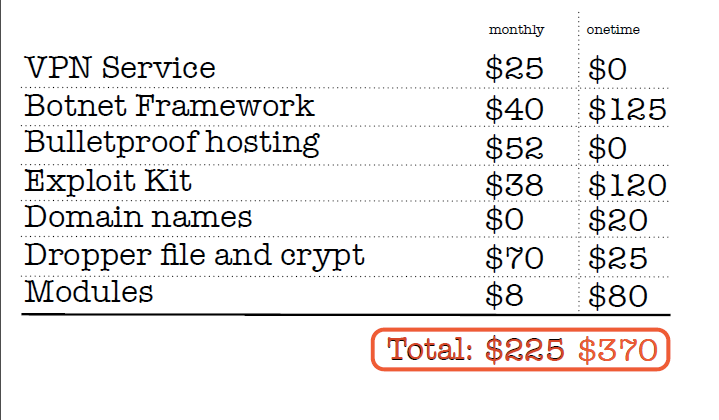 monthly onetime
VPN Service $25 $0
Botnet Framework $40 $125
Bulletproof hosting $52 $0
Exploit Kit $38 $120
Domain names $0 $20
Dropper file and crypt $70 $25
Modules $8 $80
Total: $225 $370